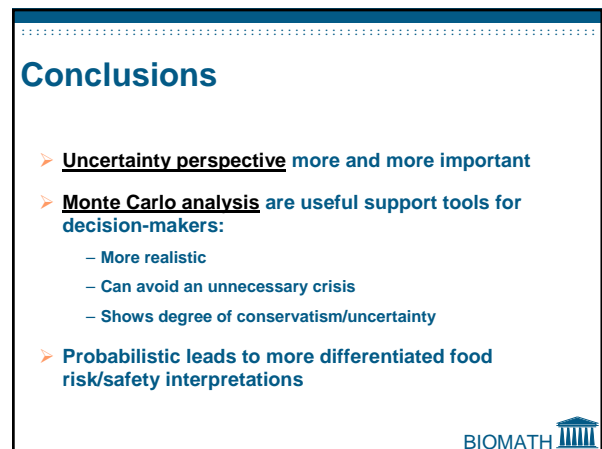 Conclusions
➢ Uncertainty perspective more and more important
➢ Monte Carlo analysis are useful support tools for
decision-makers:
– More realistic
– Can avoid an unnecessary crisis
– Shows degree of conservatism/uncertainty
➢ Probabilistic leads to more differentiated food
risk/safety interpretations
BIOMATH